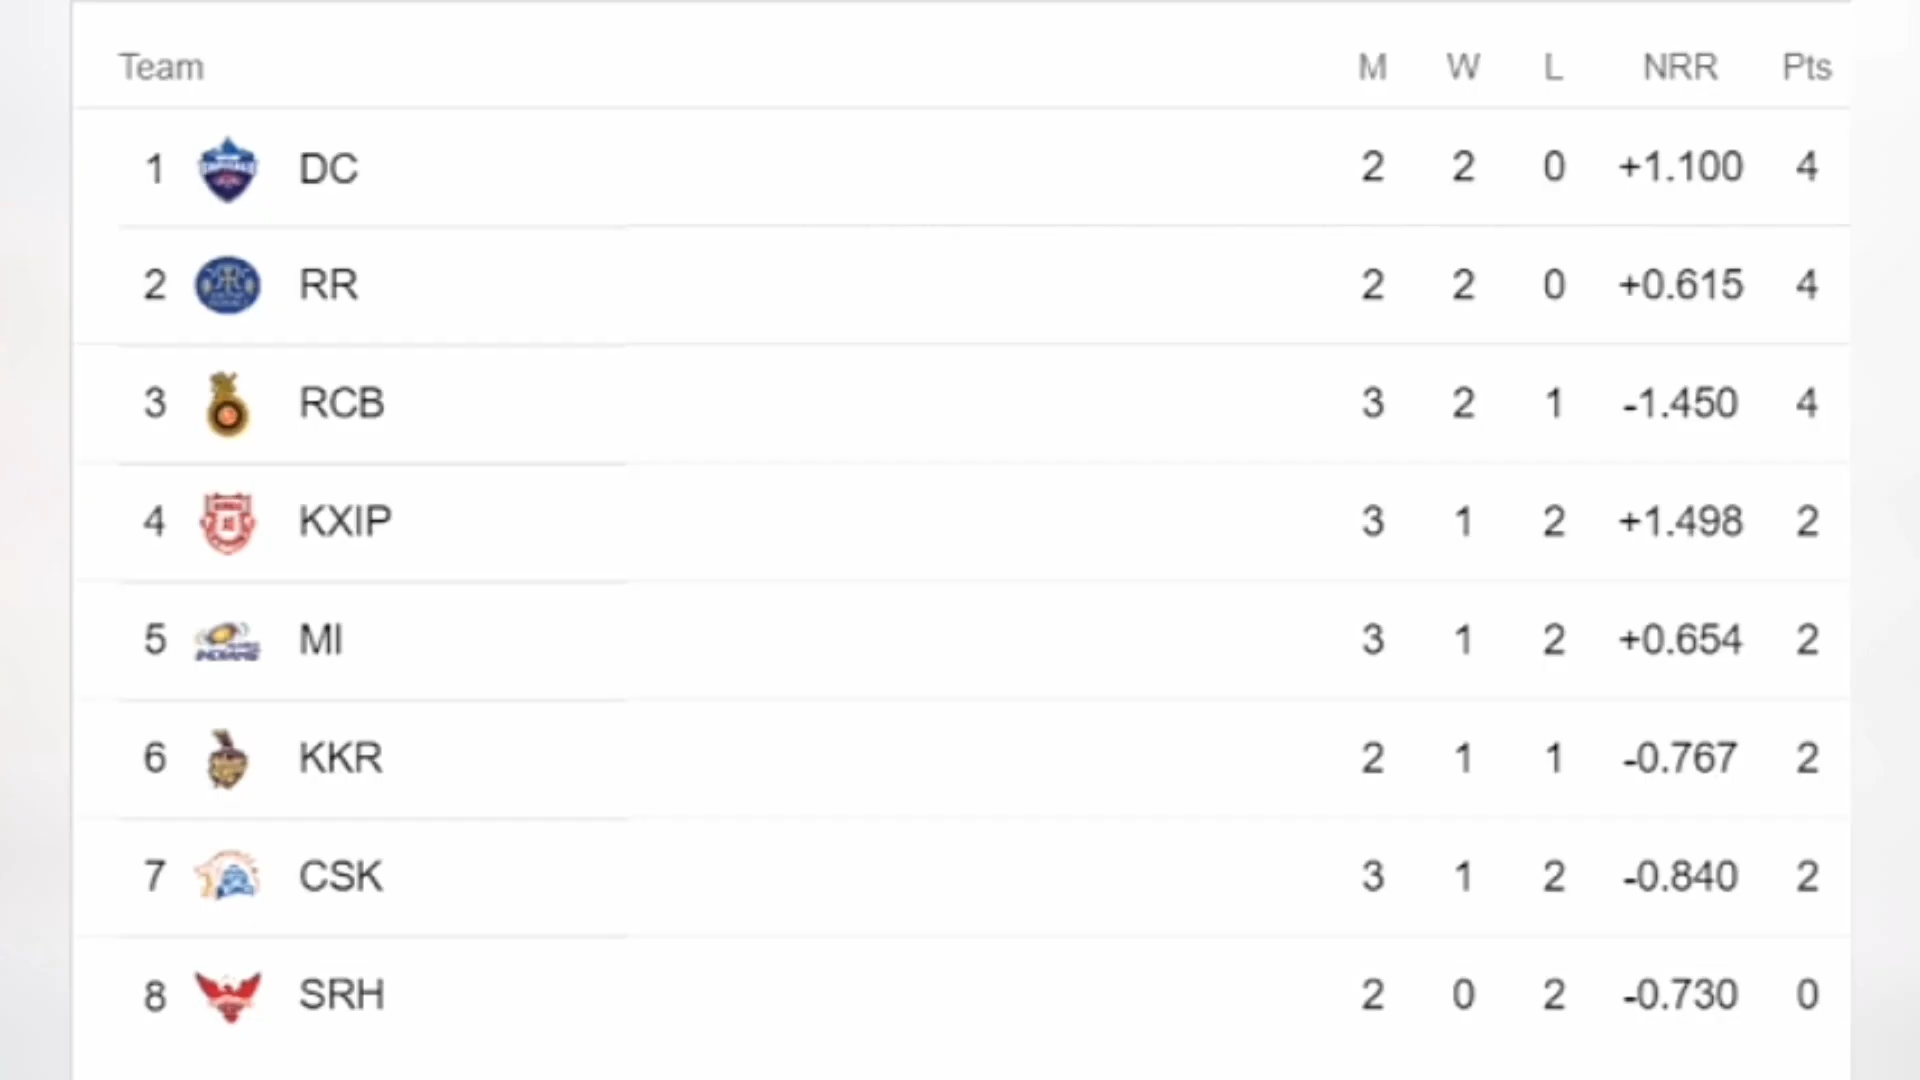 Team M W L NRR Pts
1 DC 2 2 0 +1.100 4
2 RR 2 2 0 +0.615 4
3 RCB 3 2 1 -1.450 4
4 KXIP 3 1 2 +1.498 2
5 MI 3 1 2 +0.654 2
6 KKR 2 1 1 -0.767 2
7 CSK 3 1 2 -0.840 2
8 SRH 2 0 2 -0.730 0